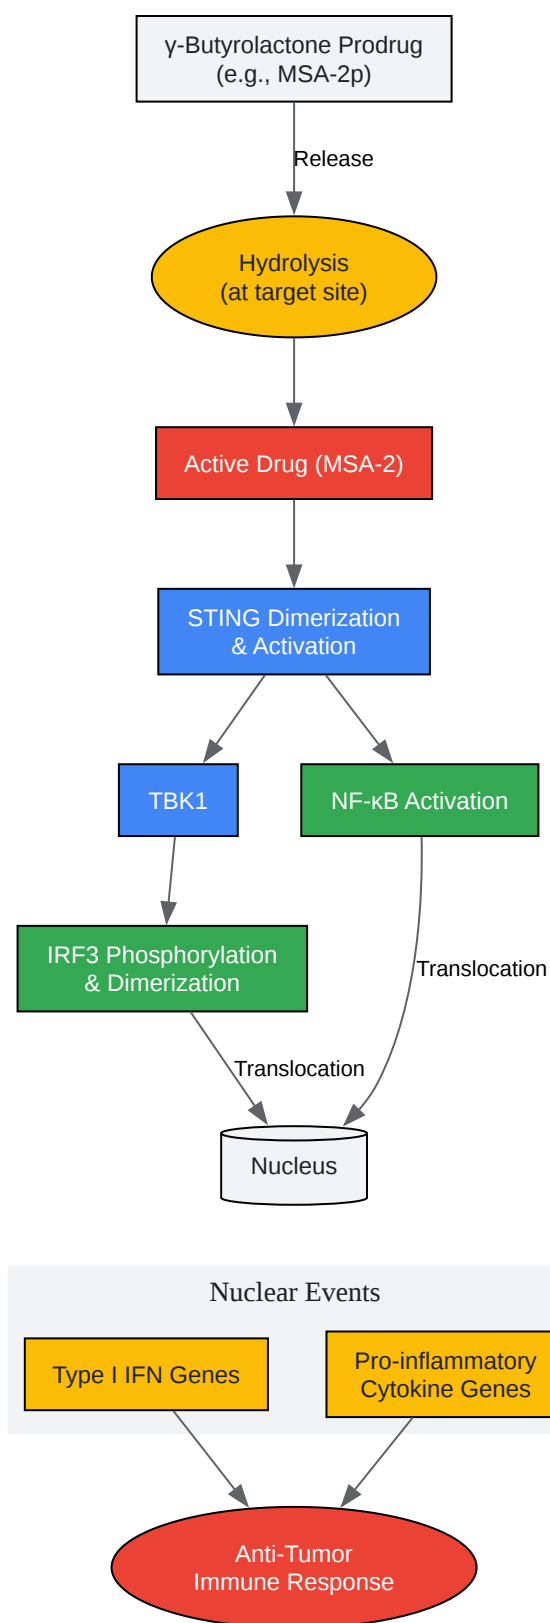 γ-Butyrolactone Prodrug
(e.g., MSA-2p)
Release
Hydrolysis
(at target site)
Active Drug (MSA-2)
STING Dimerization
& Activation
TBK1
NF-κB Activation
IRF3 Phosphorylation
& Dimerization
Translocation
Translocation
Nucleus
Nuclear Events
Type I IFN Genes
Pro-inflammatory
Cytokine Genes
Anti-Tumor
Immune Response